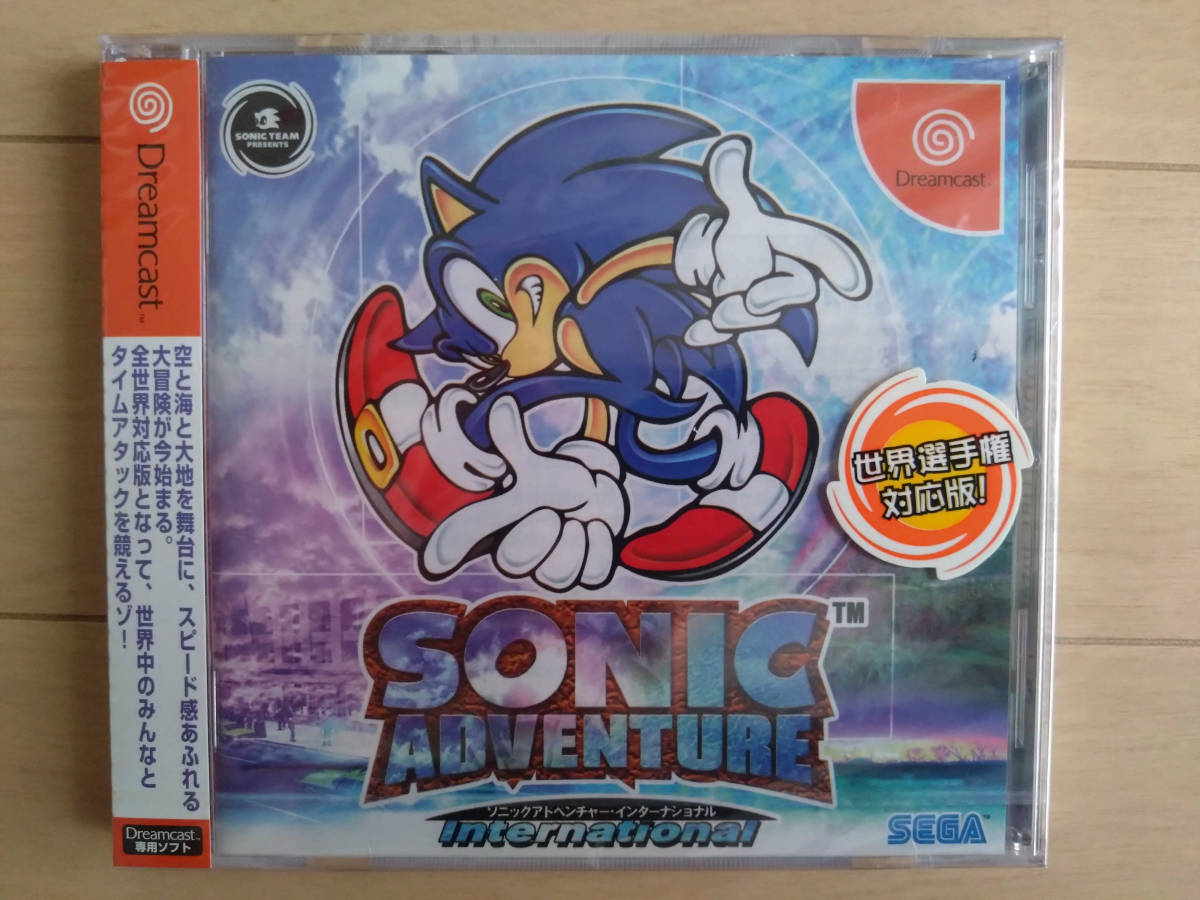 Dreamcast™
空と海と大地を舞台に、スピード感あふれる
大冒険が今始まる。
全世界対応版となって、世界中のみんなと
タイムアタックを競えるゾ!
Dreamcast™
専用ソフト
SONIC TEAM
PRESENTS
Dreamcast™
世界選手権
対応版!
SONIC™
ADVENTURE
ソニックアドベンチャー・インターナショナル
International
SEGA™